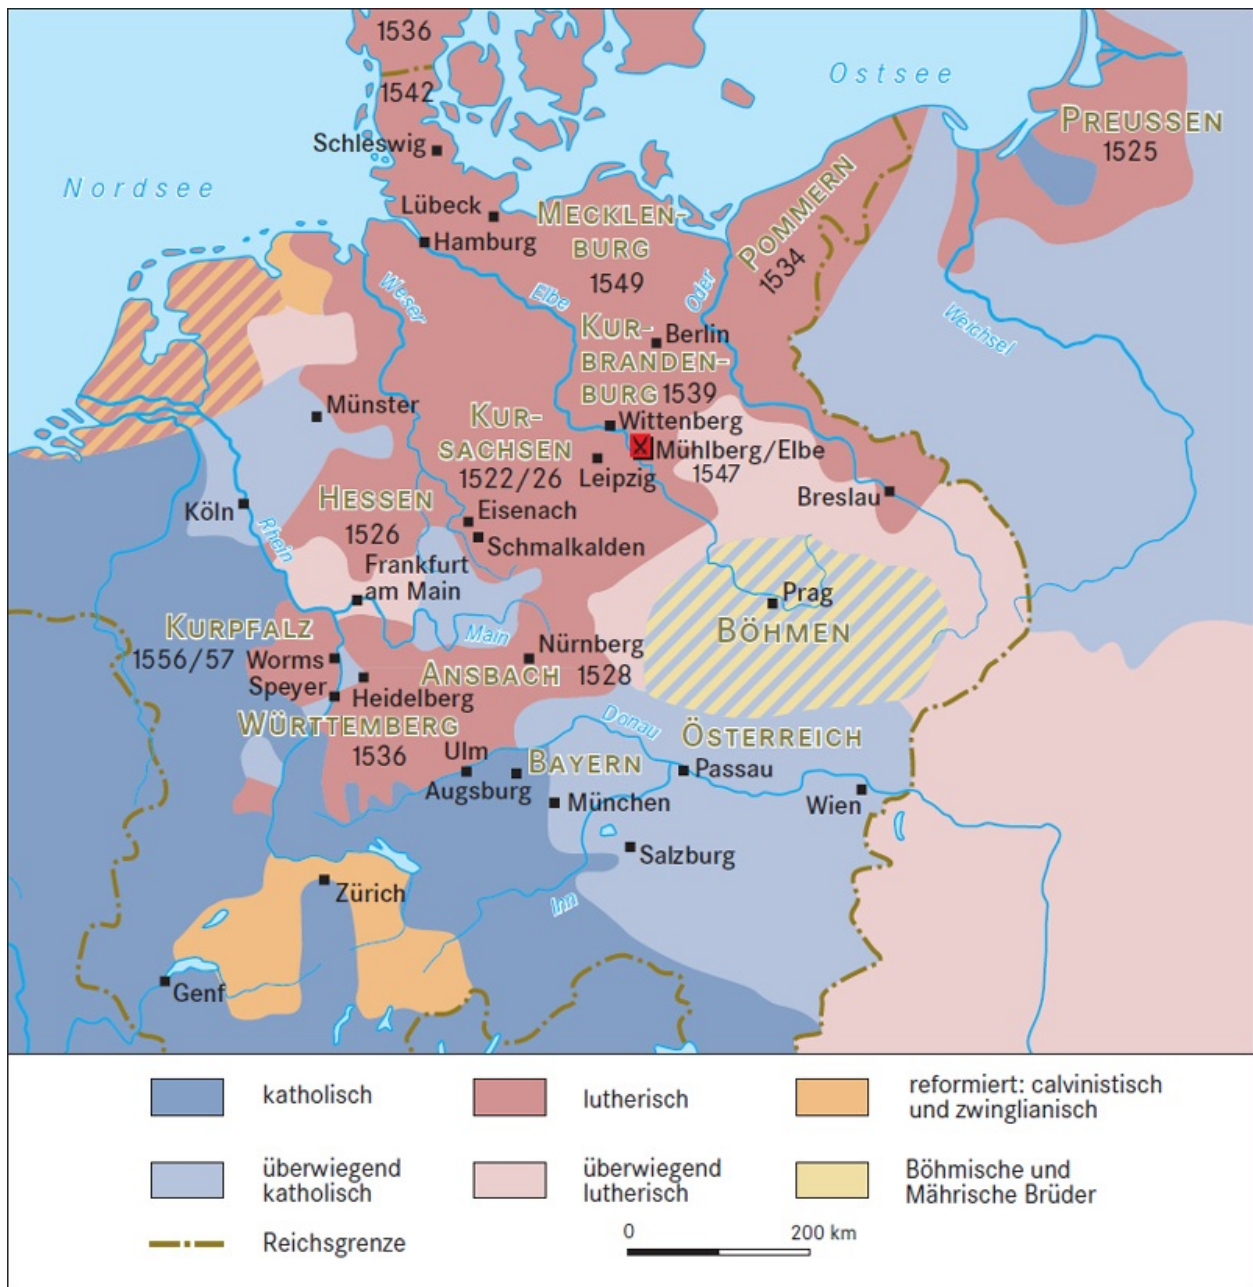 1536
1542
Ostsee
PREUSSEN
1525
Schleswig
Nordsee
Lübeck
Hamburg
MECKLEN-
BURG
1549
POMMERN
1534
Weser
Elbe
Oder
Weichsel
KUR-
BRANDEN-
BURG 1539
Berlin
Münster
Wittenberg
KUR-
SACHSEN
1522/26
Mühlberg/Elbe
1547
Leipzig
Breslau
HESSEN
1526
Köln
Rhein
Eisenach
Schmalkalden
Frankfurt
am Main
Prag
BÖHMEN
KURPFALZ
1556/57
Main
Worms
Speyer
Heidelberg
Nürnberg
ANSBACH 1528
WÜRTTEMBERG
1536
Donau
ÖSTERREICH
Ulm
Augsburg
BAYERN
München
Passau
Wien
Salzburg
Inn
Zürich
Genf
katholisch
lutherisch
reformiert: calvinistisch
und zwinglianisch
überwiegend
katholisch
überwiegend
lutherisch
Böhmische und
Mährische Brüder
Reichsgrenze
0 200 km